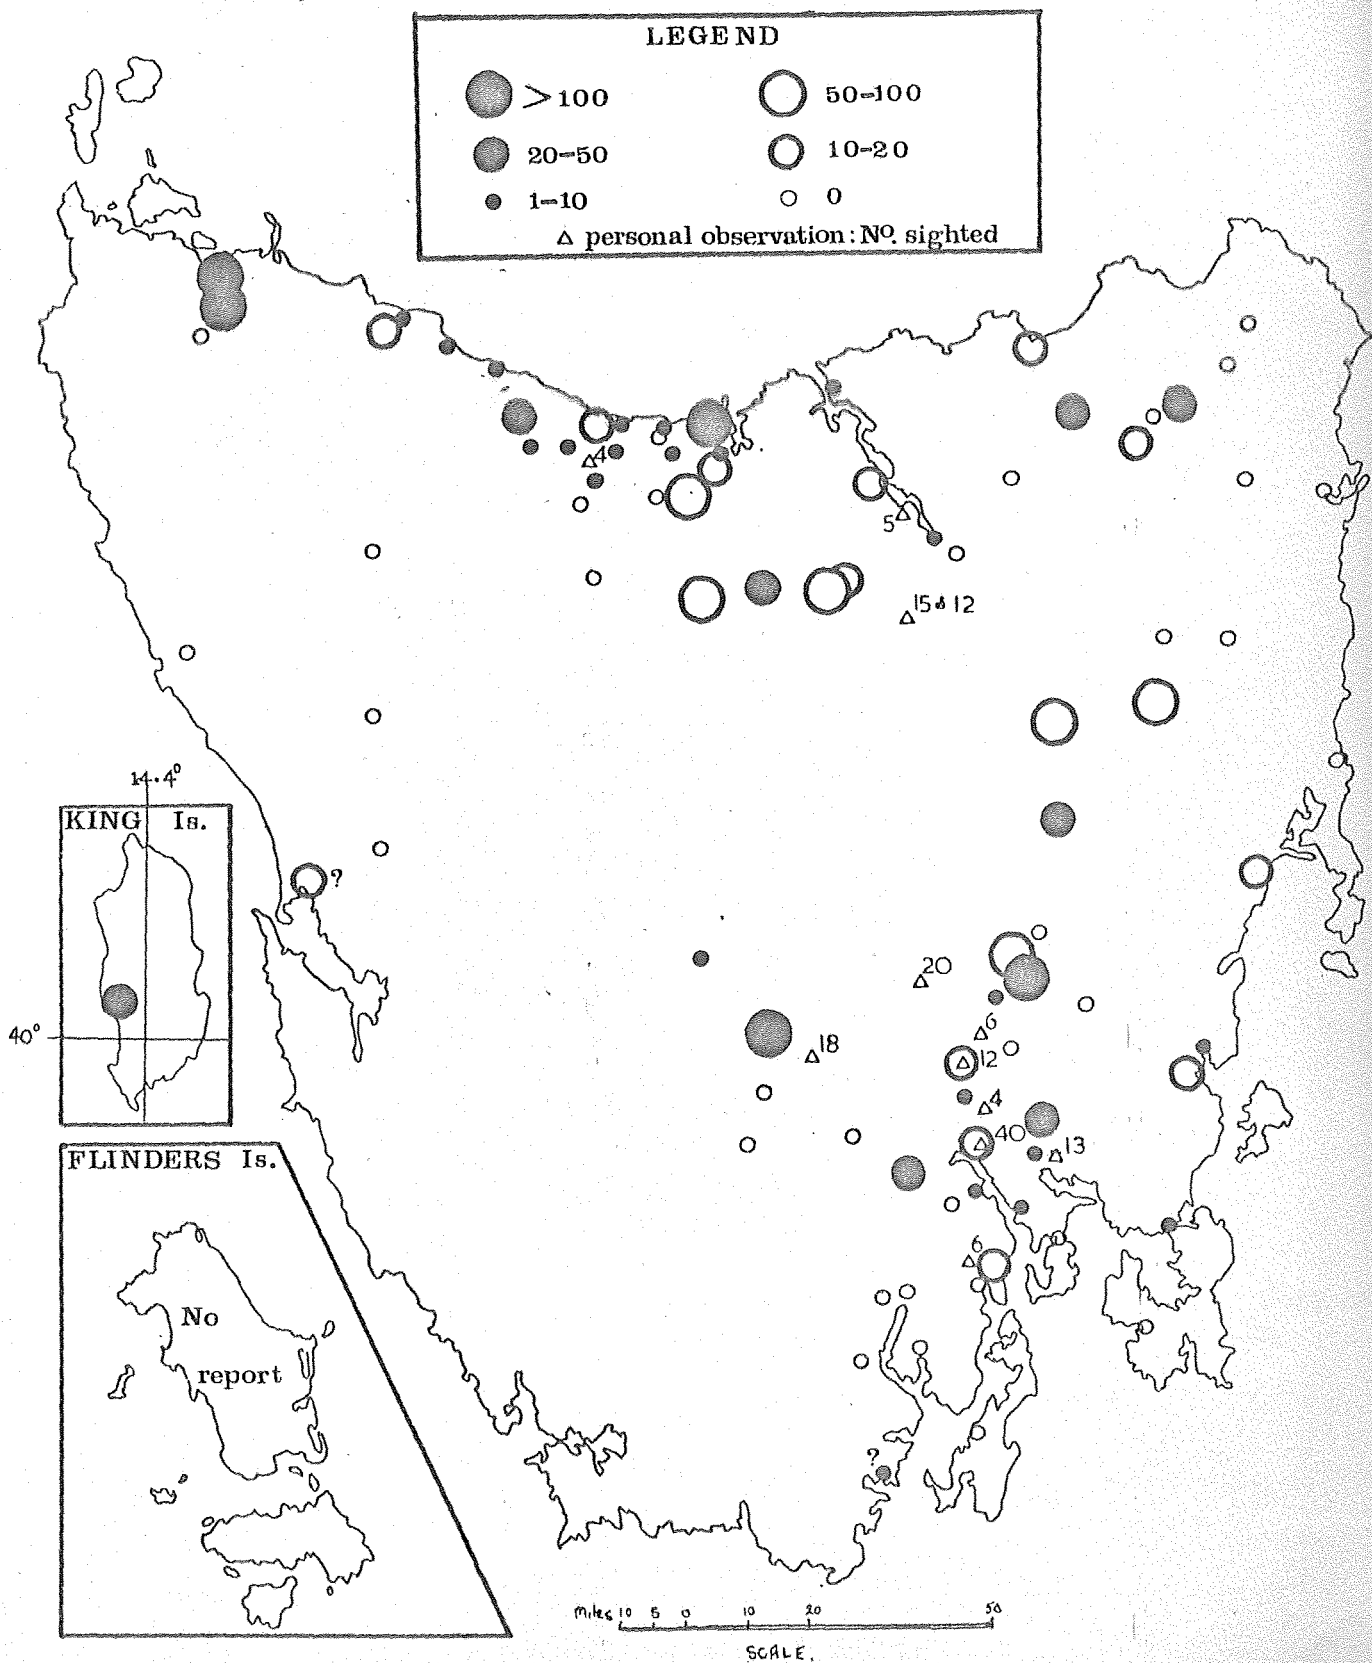 LEGEND
>100 50-100
20-50 10-20
1-10 0
△ personal observation: Nº. sighted
4
5
15 & 12
14.4°
KING Is.
?
20
40°
6
18
12
4
40
13
FLINDERS Is.
6
No
report
?
Miles 10 5 0 10 20 50
SCALE.